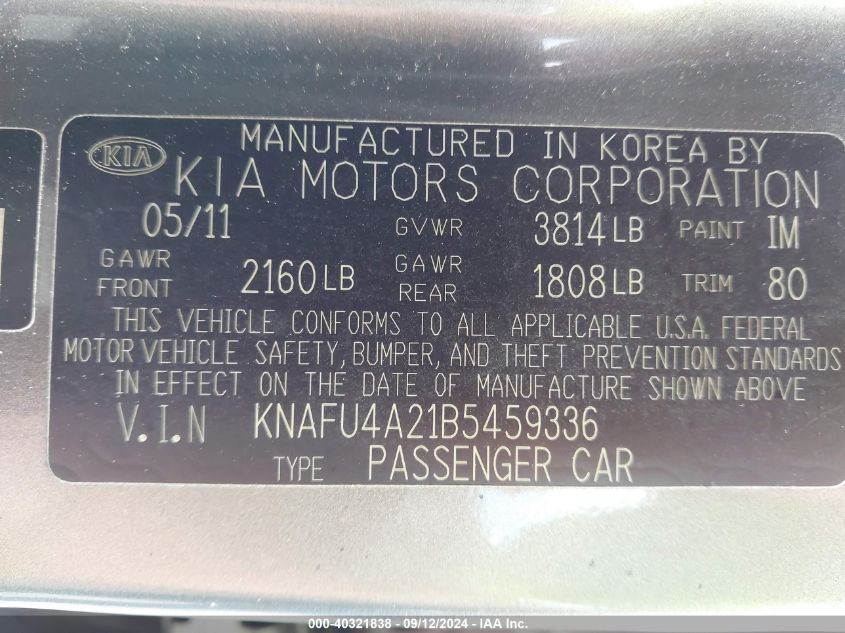 MANUFACTURED IN KOREA BY
KIA KIA MOTORS CORPORATION
05/11 GVWR 3814 LB PAINT IM
GAWR FRONT 2160 LB GAWR REAR 1808 LB TRIM 80
THIS VEHICLE CONFORMS TO ALL APPLICABLE U.S.A. FEDERAL
MOTOR VEHICLE SAFETY, BUMPER, AND THEFT PREVENTION STANDARDS
IN EFFECT ON THE DATE OF MANUFACTURE SHOWN ABOVE
V.I.N KNAFU4A21B5459336
TYPE PASSENGER CAR
000-40321838 - 09/12/2024 - IAA Inc.